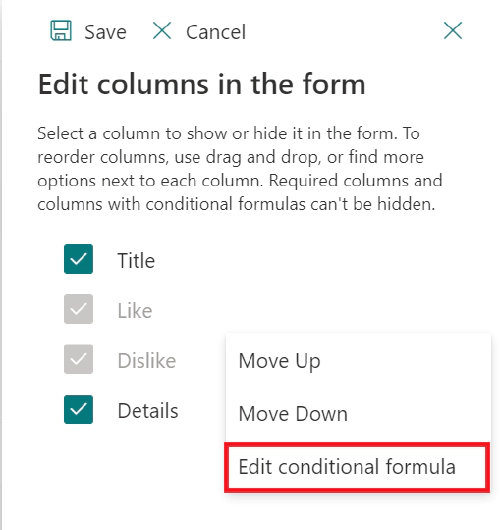 Save Cancel
Edit columns in the form
Select a column to show or hide it in the form. To
reorder columns, use drag and drop, or find more
options next to each column. Required columns and
columns with conditional formulas can't be hidden.
Title
Like
Dislike
Details
Move Up
Move Down
Edit conditional formula